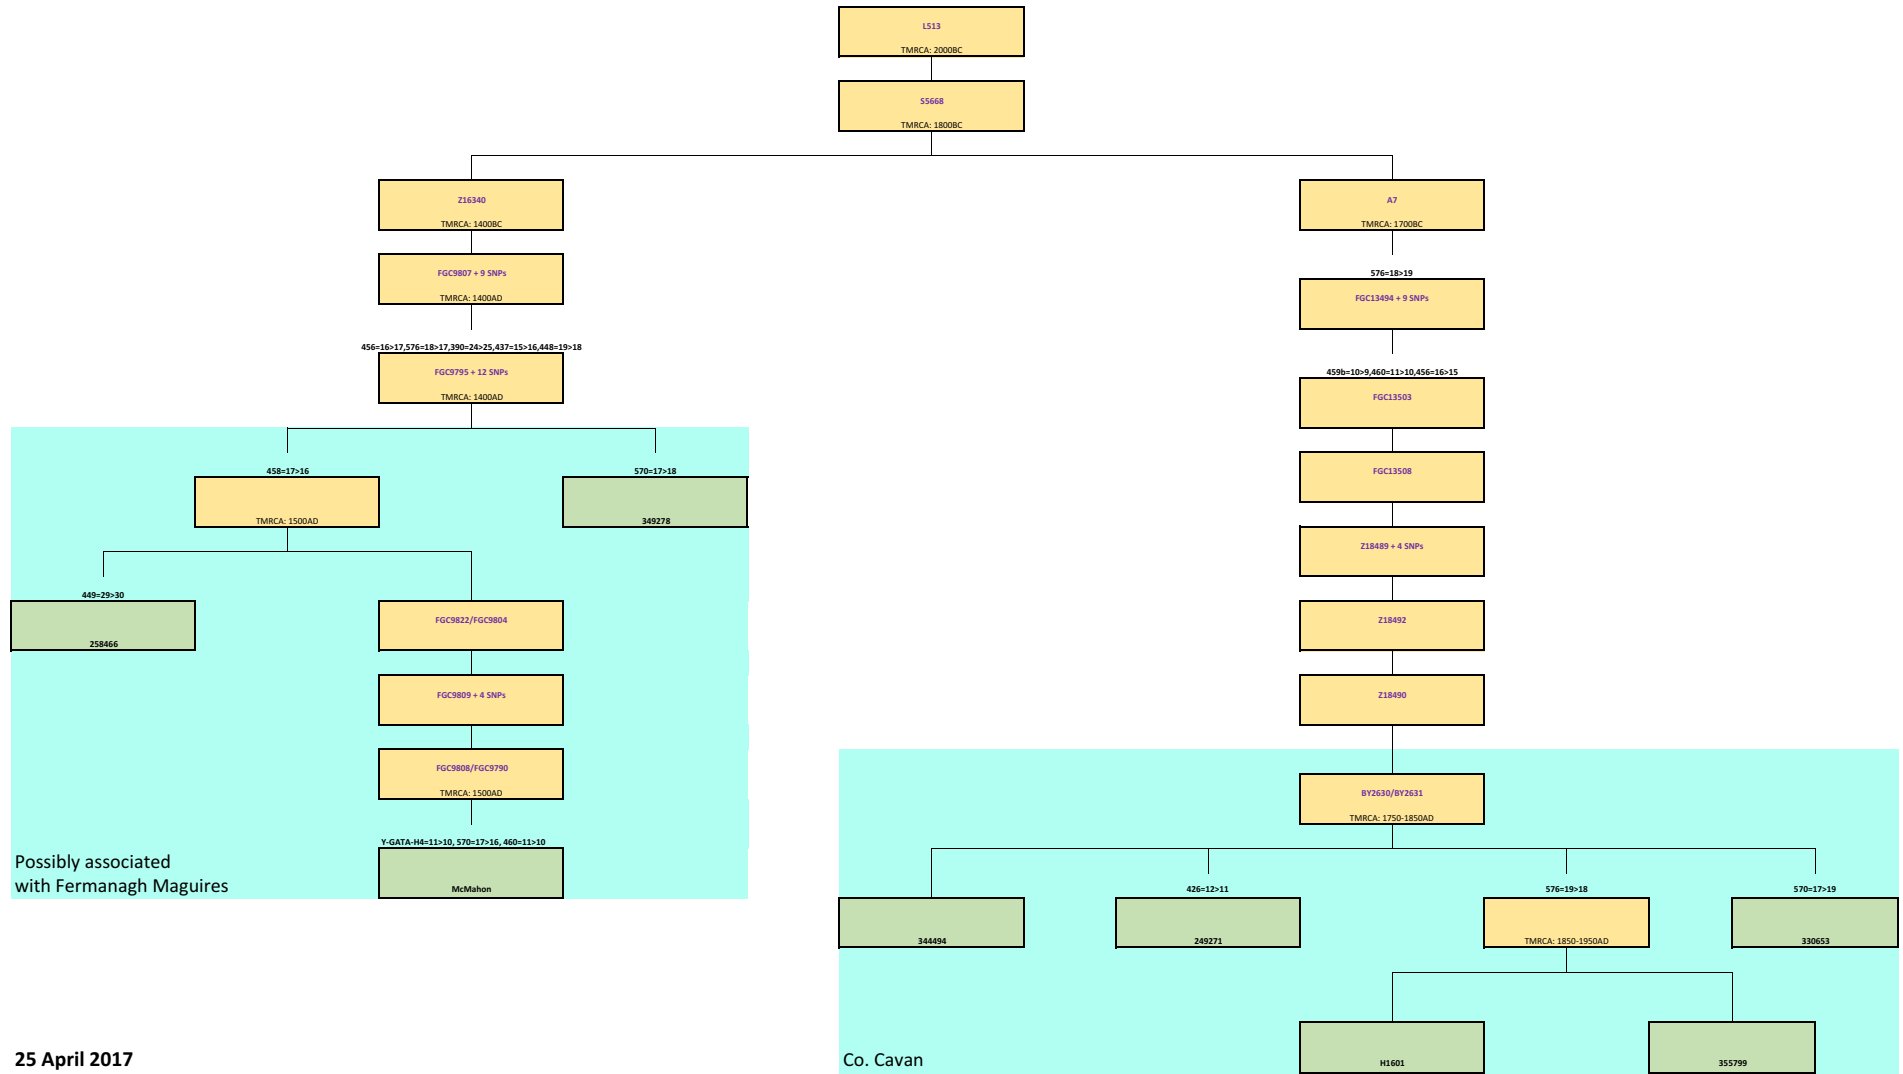 L513
TMRCA: 2000BC
S5668
TMRCA: 1800BC
Z16340
TMRCA: 1400BC
A7
TMRCA: 1700BC
FGC9807 + 9 SNPs
TMRCA: 1400AD
576=18>19
FGC13494 + 9 SNPs
456=16>17,576=18>17,390=24>25,437=15>16,448=19>18
FGC9795 + 12 SNPs
TMRCA: 1400AD
459b=10>9,460=11>10,456=16>15
FGC13503
458=17>16
TMRCA: 1500AD
570=17>18
349278
FGC13508
Z18489 + 4 SNPs
449=29>30
258466
FGC9822/FGC9804
Z18492
FGC9809 + 4 SNPs
Z18490
FGC9808/FGC9790
TMRCA: 1500AD
BY2630/BY2631
TMRCA: 1750-1850AD
Y-GATA-H4=11>10, 570=17>16, 460=11>10
McMahon
Possibly associated
with Fermanagh Maguires
344494
426=12>11
249271
576=19>18
TMRCA: 1850-1950AD
570=17>19
330653
H1601
355799
25 April 2017
Co. Cavan